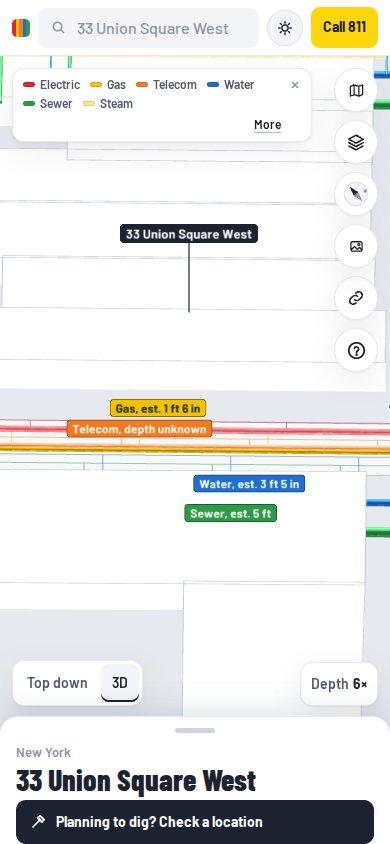 33 Union Square West
Call 811
Electric Gas Telecom Water
Sewer Steam
More
33 Union Square West
Gas, est. 1 ft 6 in
Telecom, depth unknown
Water, est. 3 ft 5 in
Sewer, est. 5 ft
Top down 3D
Depth 6×
New York
33 Union Square West
Planning to dig? Check a location